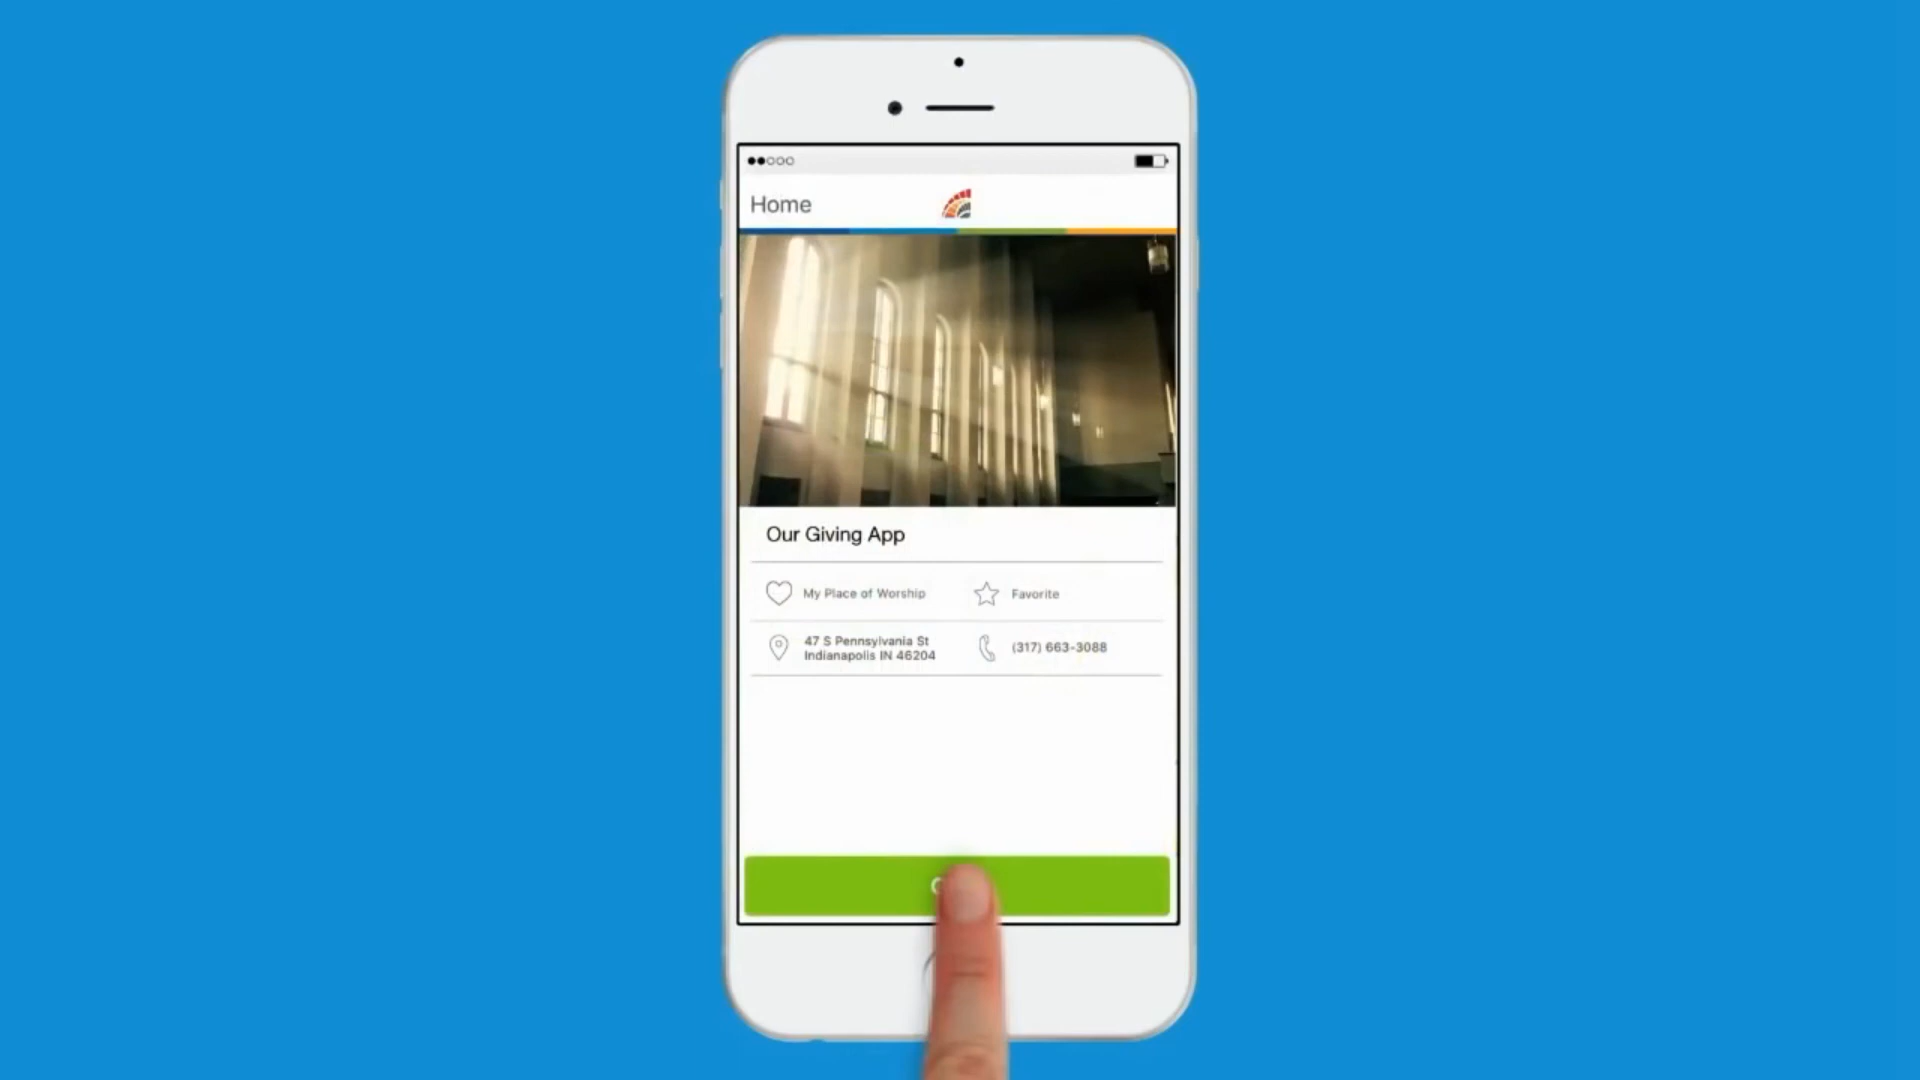 Home
Our Giving App
My Place of Worship
Favorite
47 S Pennsylvania St
Indianapolis IN 46204
(317) 663-3088